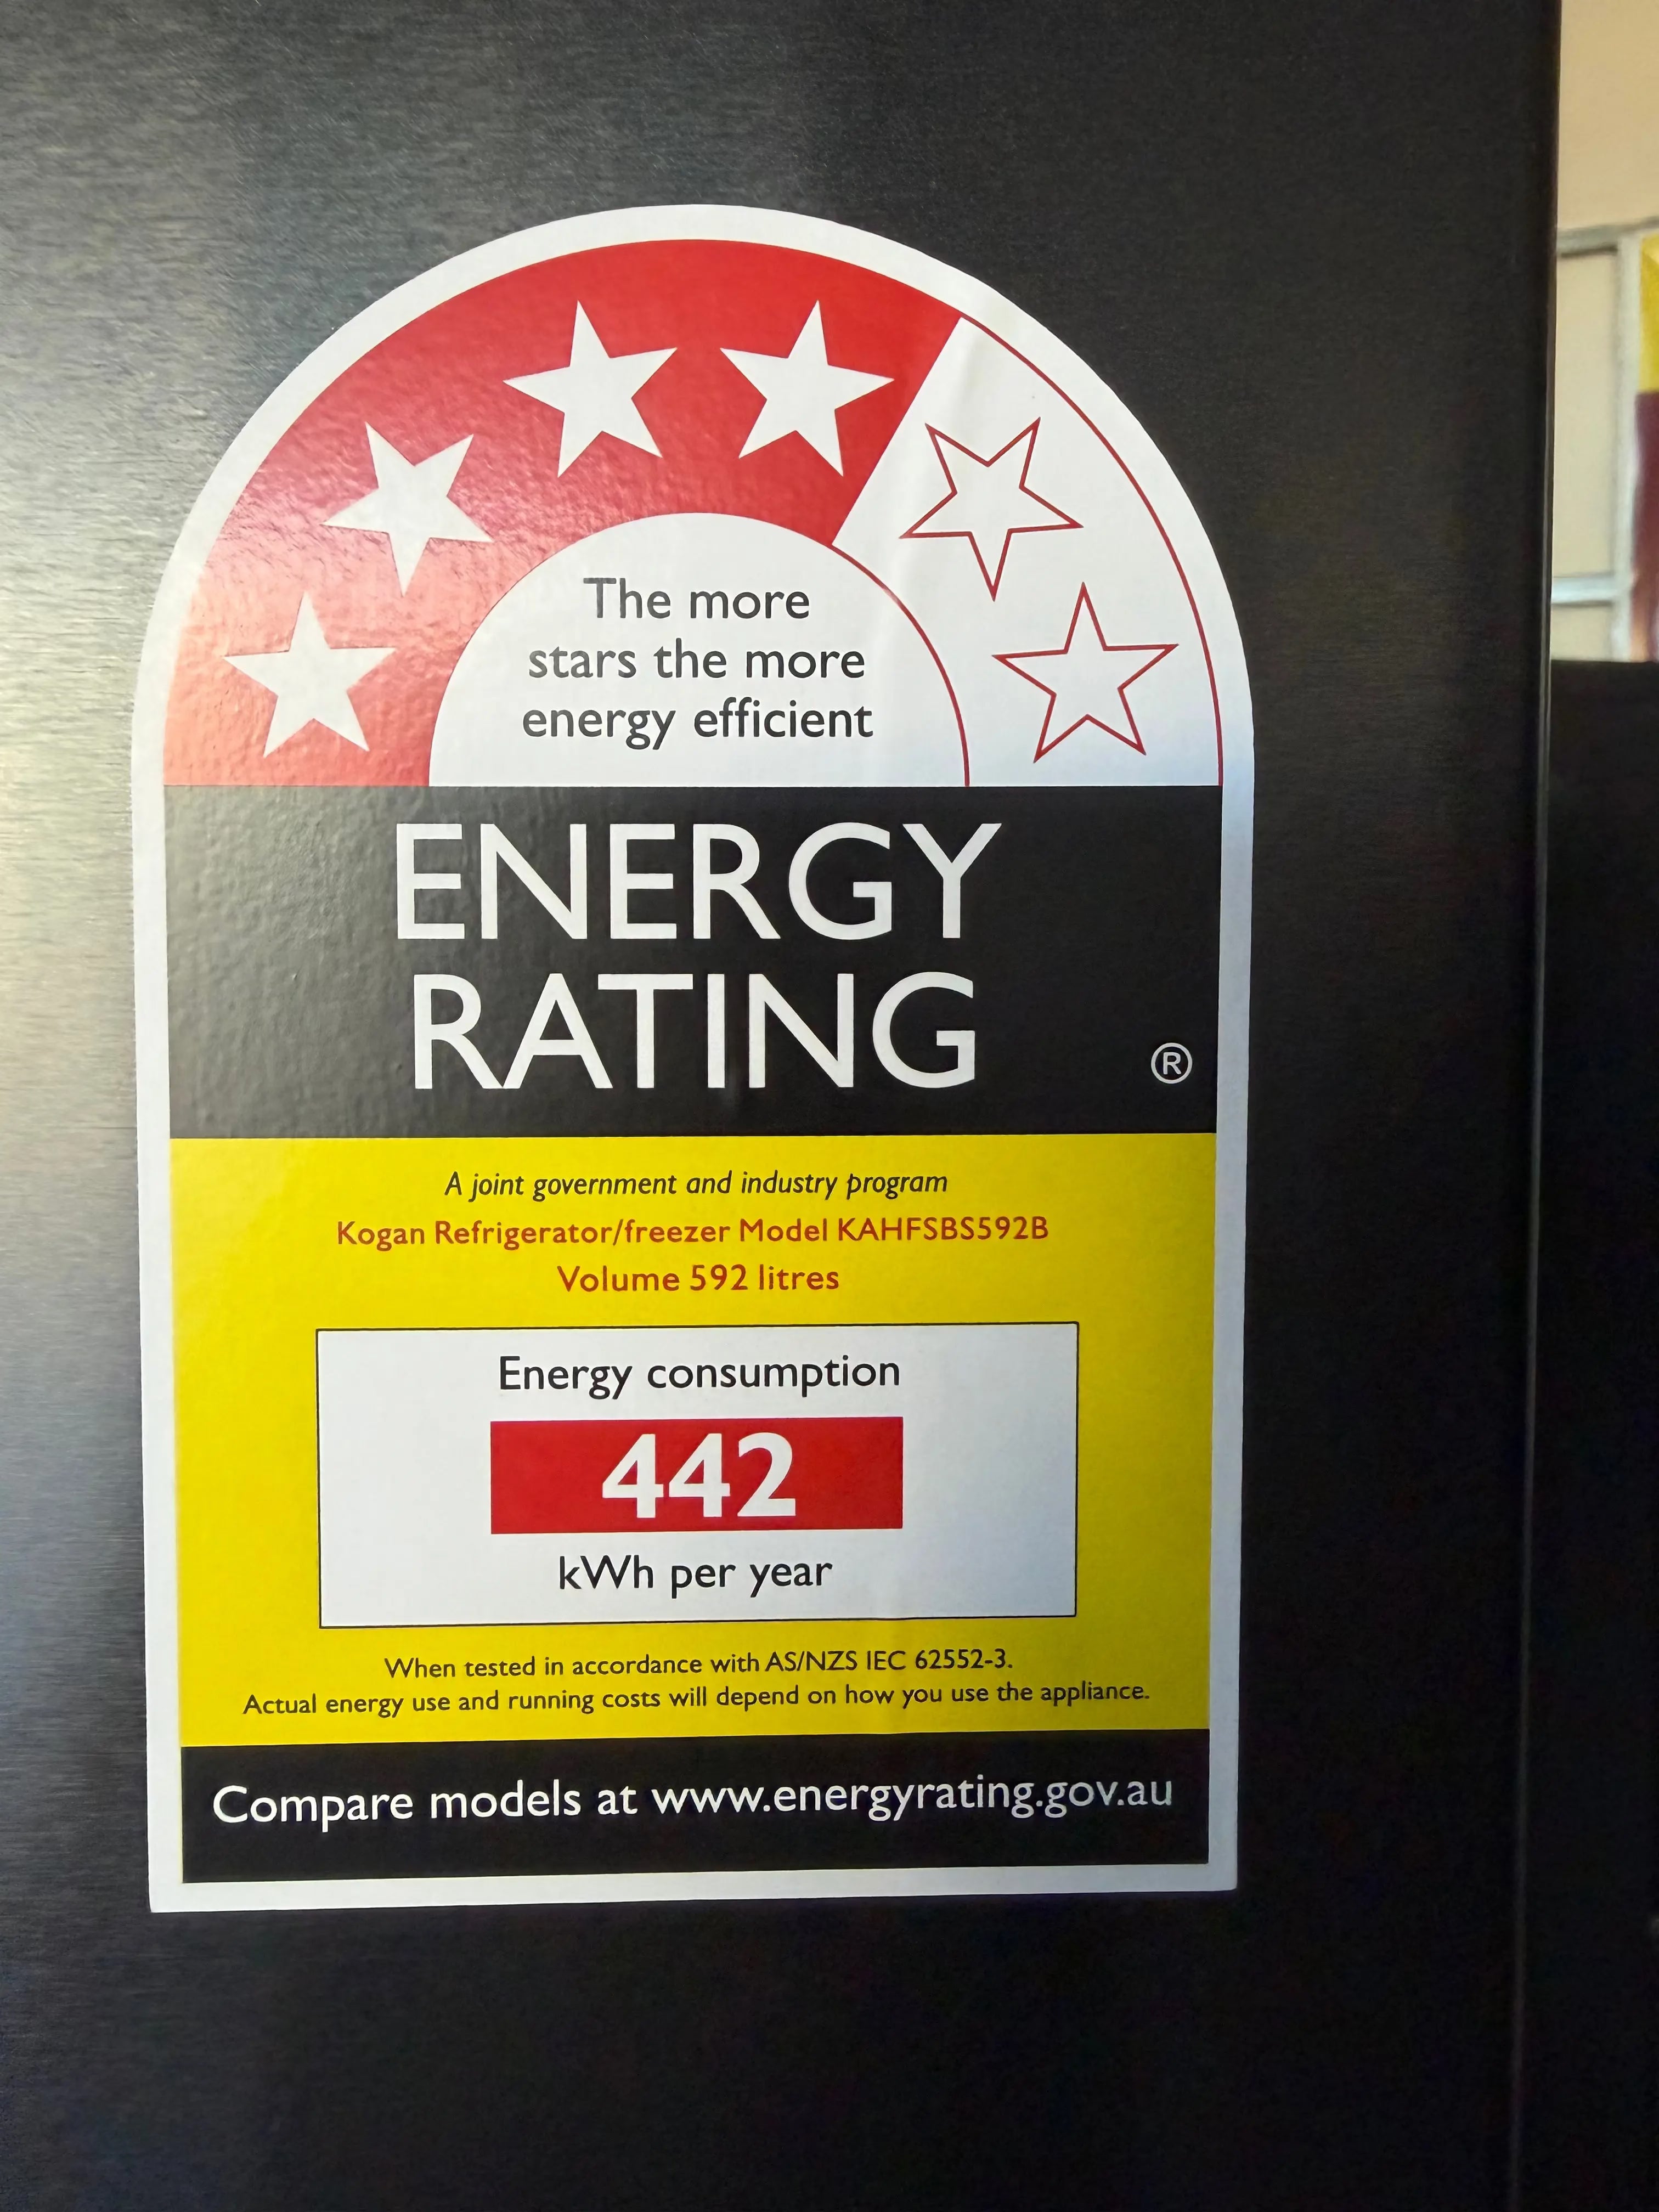 The more
stars the more
energy efficient
ENERGY
RATING
®
A joint government and industry program
Kogan Refrigerator/freezer Model KAHFSBS592B
Volume 592 litres
Energy consumption
442
kWh per year
When tested in accordance with AS/NZS IEC 62552-3.
Actual energy use and running costs will depend on how you use the appliance.
Compare models at www.energyrating.gov.au